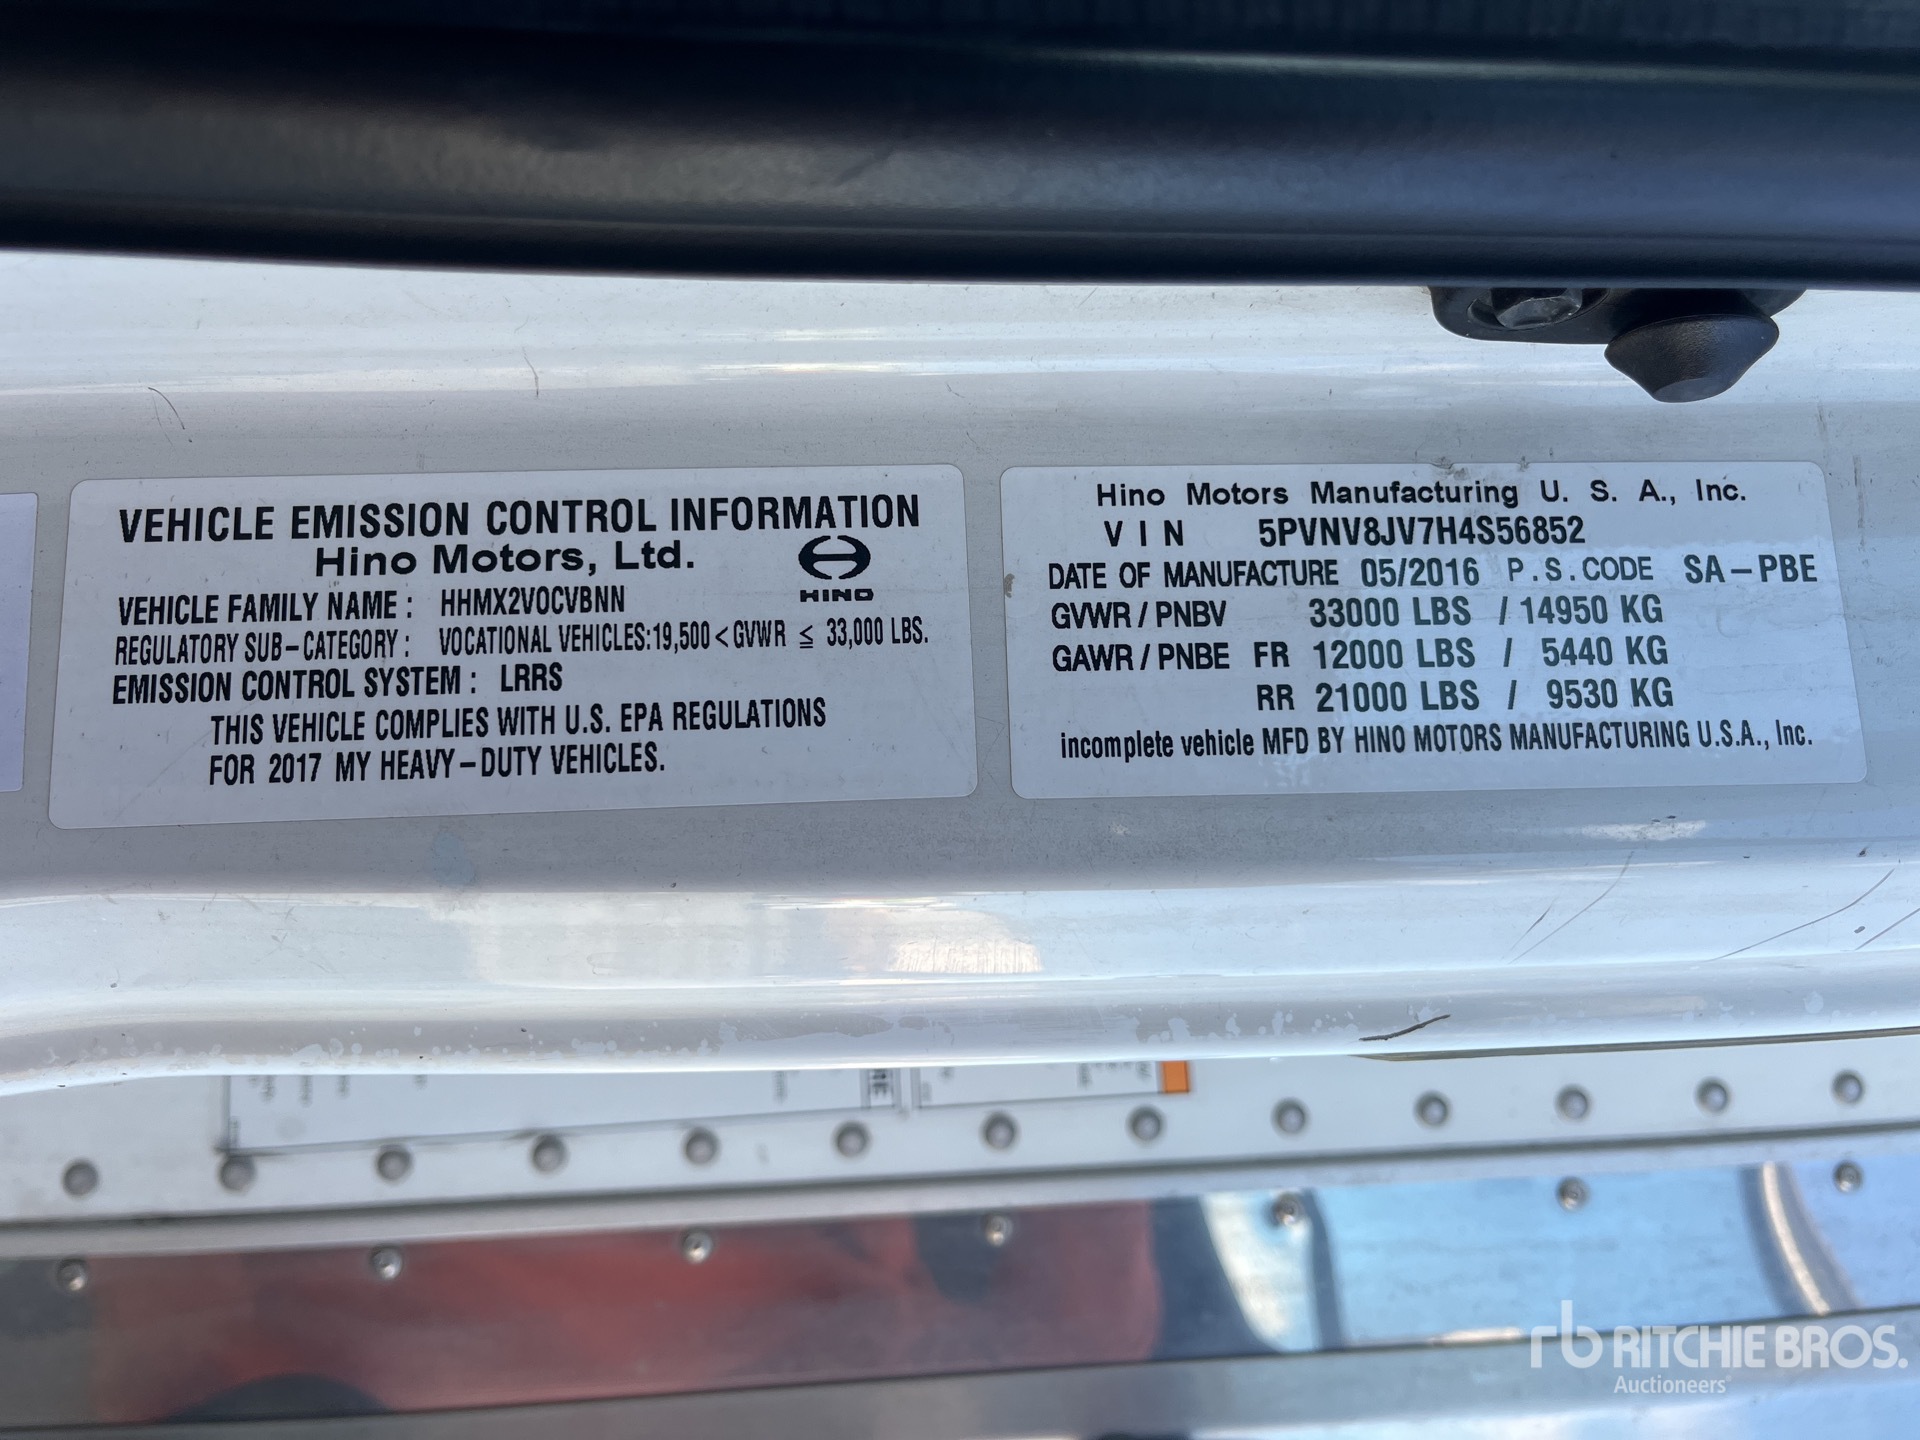 VEHICLE EMISSION CONTROL INFORMATION
Hino Motors, Ltd.
HINO
VEHICLE FAMILY NAME : HHMX2VOCVBNN
REGULATORY SUB-CATEGORY : VOCATIONAL VEHICLES:19,500<GVWR ≤ 33,000 LBS.
EMISSION CONTROL SYSTEM : LRRS
THIS VEHICLE COMPLIES WITH U.S. EPA REGULATIONS
FOR 2017 MY HEAVY-DUTY VEHICLES.
Hino Motors Manufacturing U. S. A., Inc.
VIN 5PVNV8JV7H4S56852
DATE OF MANUFACTURE 05/2016 P.S.CODE SA-PBE
GVWR / PNBV 33000 LBS / 14950 KG
GAWR / PNBE FR 12000 LBS / 5440 KG
RR 21000 LBS / 9530 KG
incomplete vehicle MFD BY HINO MOTORS MANUFACTURING U.S.A., Inc.
rb RITCHIE BROS.
Auctioneers